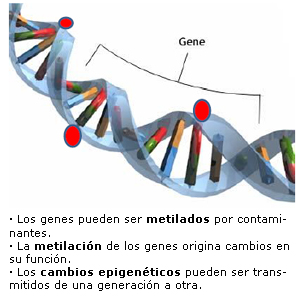 Gene
· Los genes pueden ser metilados por contami-
nantes.
· La metilación de los genes origina cambios en
su función.
· Los cambios epigenéticos pueden ser trans-
mitidos de una generación a otra.